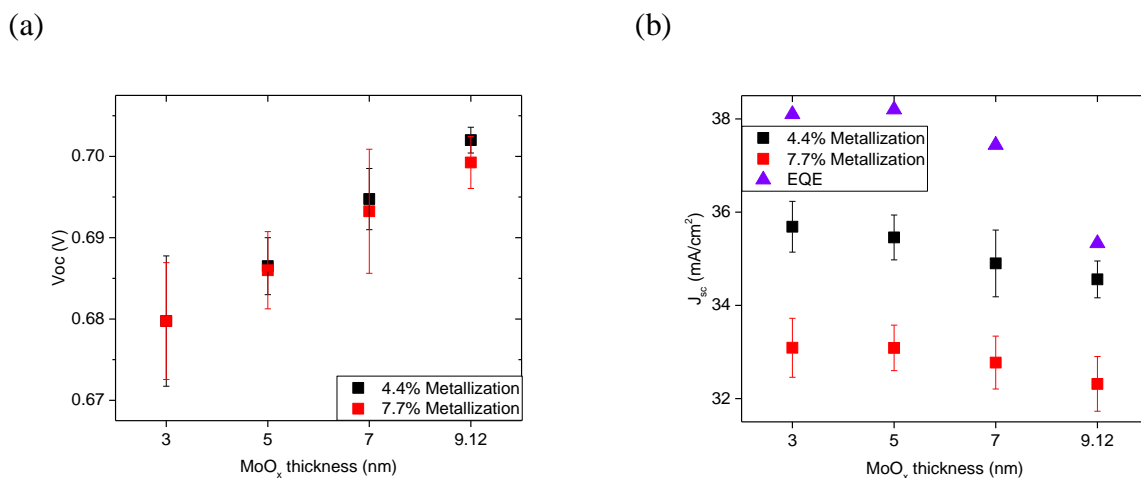 (a)
(b)
0.70
0.69
0.68
0.67
Voc (V)
4.4% Metallization
7.7% Metallization
3 5 7 9.12
MoOₓ thickness (nm)
38
36
34
32
J_sc (mA/cm²)
4.4% Metallization
7.7% Metallization
EQE
3 5 7 9.12
MoOₓ thickness (nm)